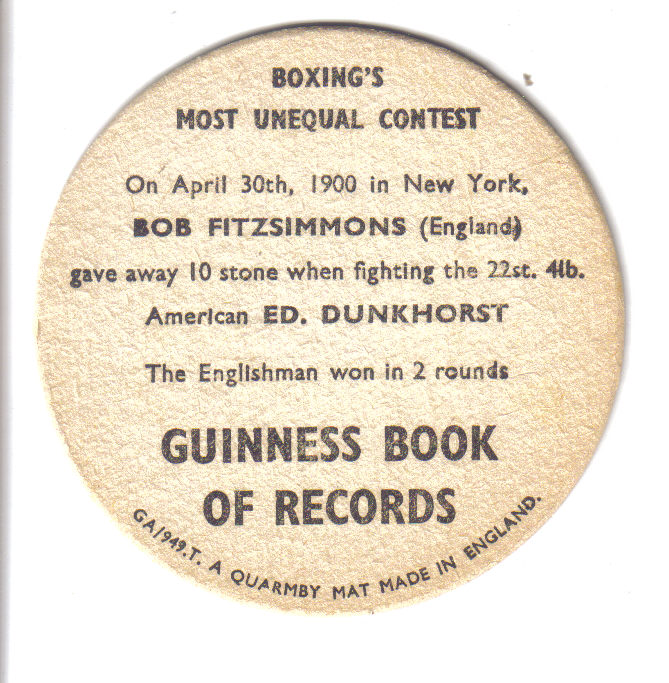 BOXING'S
MOST UNEQUAL CONTEST
On April 30th, 1900 in New York,
BOB FITZSIMMONS (England)
gave away 10 stone when fighting the 22st. 4lb.
American ED. DUNKHORST
The Englishman won in 2 rounds
GUINNESS BOOK
OF RECORDS
GA/1949.T. A QUARMBY MAT MADE IN ENGLAND.